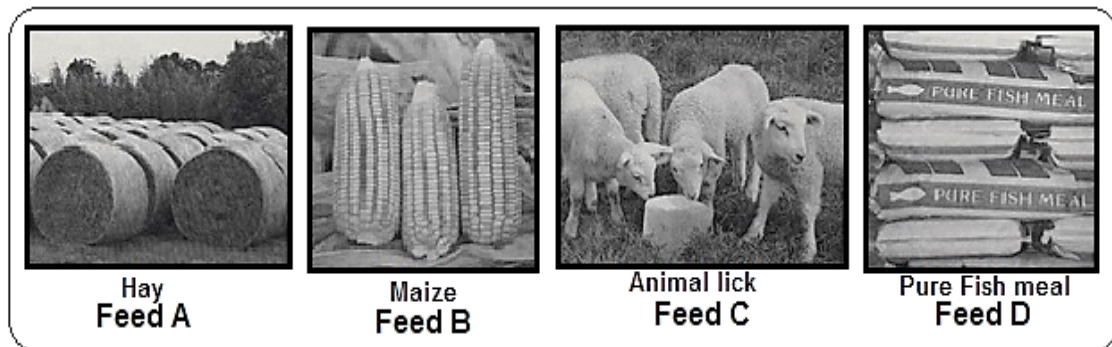 PURE FISH MEAL
PURE FISH MEAL
Hay
Feed A
Maize
Feed B
Animal lick
Feed C
Pure Fish meal
Feed D